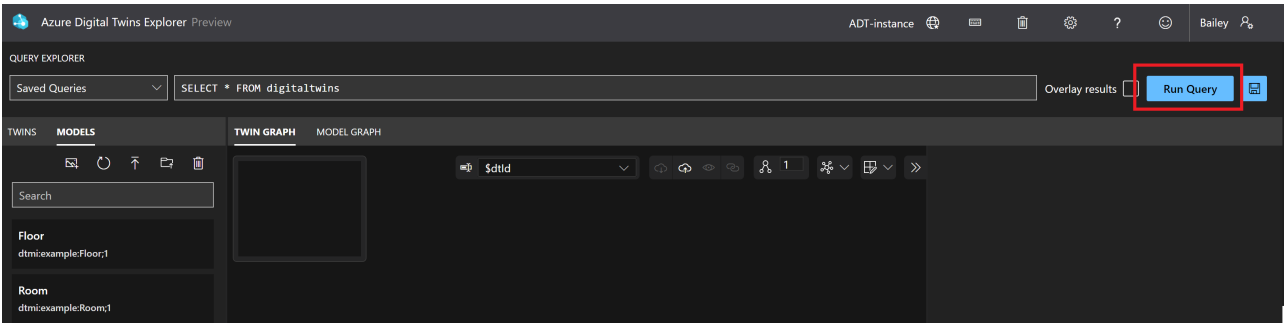 Azure Digital Twins Explorer Preview
ADT-instance
?
Bailey
QUERY EXPLORER
Saved Queries
SELECT * FROM digitaltwins
Overlay results
Run Query
TWINS MODELS
TWIN GRAPH MODEL GRAPH
$dtId
1
Search
Floor
dtmi:example:Floor;1
Room
dtmi:example:Room;1